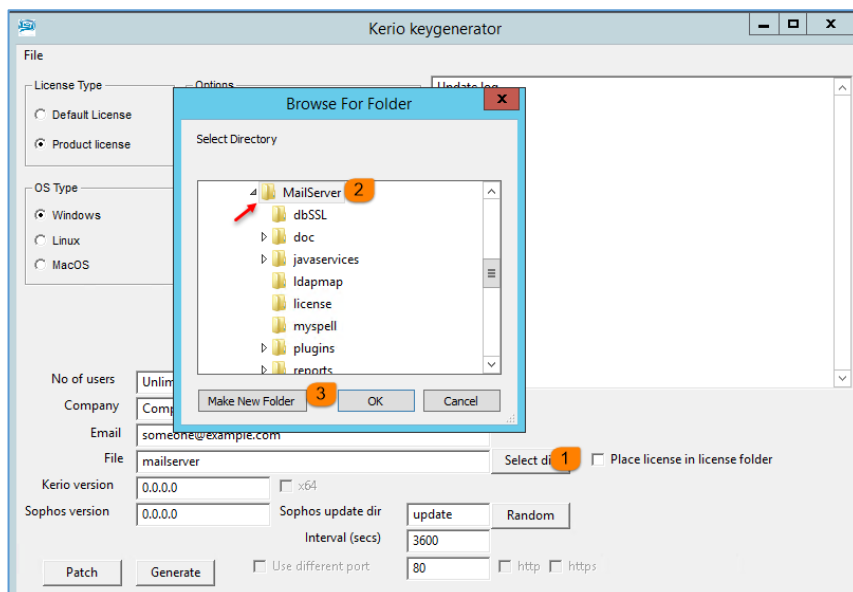 Kerio keygenerator
File
License Type
Options
Default License
Product license
OS Type
Windows
Linux
MacOS
Browse For Folder
Select Directory
MailServer 2
dbSSL
doc
javaservices
ldapmap
license
myspell
plugins
reports
Make New Folder 3 OK Cancel
No of users Unlim
Company Comp
Email someone@example.com
File mailserver Select di 1 Place license in license folder
Kerio version 0.0.0.0 x64
Sophos version 0.0.0.0 Sophos update dir update Random
Interval (secs) 3600
Patch Generate Use different port 80 http https